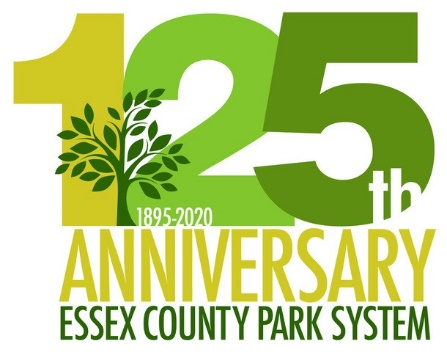 125th
1895-2020
ANNIVERSARY
ESSEX COUNTY PARK SYSTEM